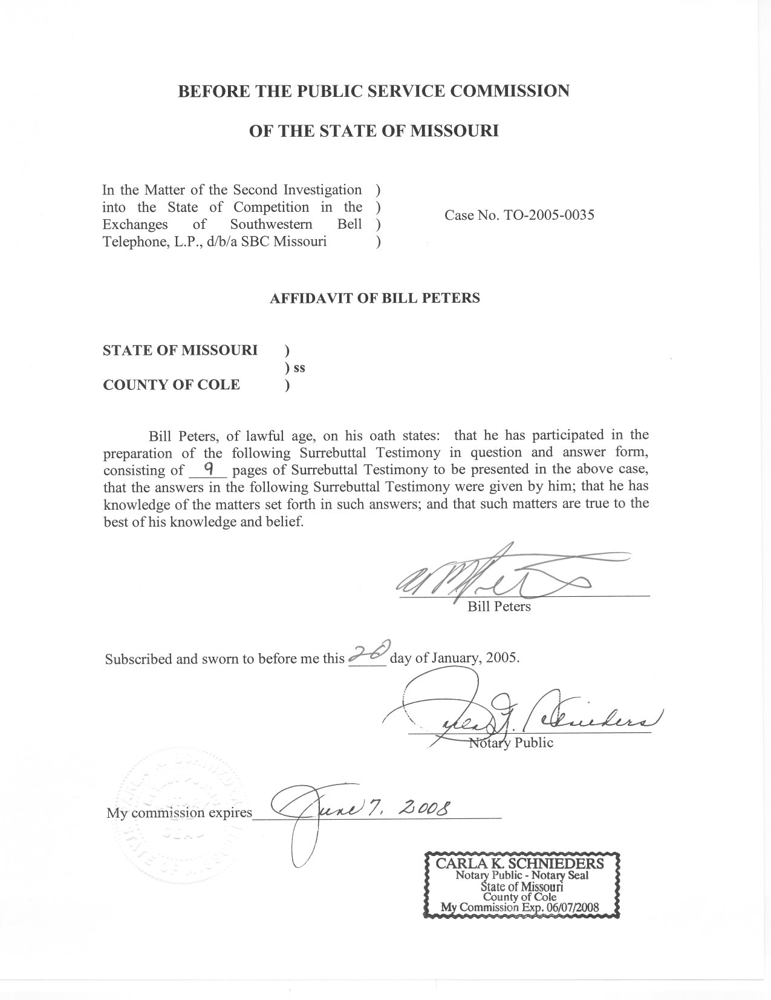 BEFORE THE PUBLIC SERVICE COMMISSION
OF THE STATE OF MISSOURI
In the Matter of the Second Investigation )
into the State of Competition in the )
Exchanges of Southwestern Bell )
Telephone, L.P., d/b/a SBC Missouri )
Case No. TO-2005-0035
AFFIDAVIT OF BILL PETERS
STATE OF MISSOURI )
) ss
COUNTY OF COLE )
Bill Peters, of lawful age, on his oath states: that he has participated in the
preparation of the following Surrebuttal Testimony in question and answer form,
consisting of 9 pages of Surrebuttal Testimony to be presented in the above case,
that the answers in the following Surrebuttal Testimony were given by him; that he has
knowledge of the matters set forth in such answers; and that such matters are true to the
best of his knowledge and belief.
Bill Peters
Subscribed and sworn to before me this 20 day of January, 2005.
Schnieders
Notary Public
My commission expires June 7, 2008
STATE OF MISSOURI
SEAL
CARLA K. SCHNIEDERS
Notary Public - Notary Seal
State of Missouri
County of Cole
My Commission Exp. 06/07/2008